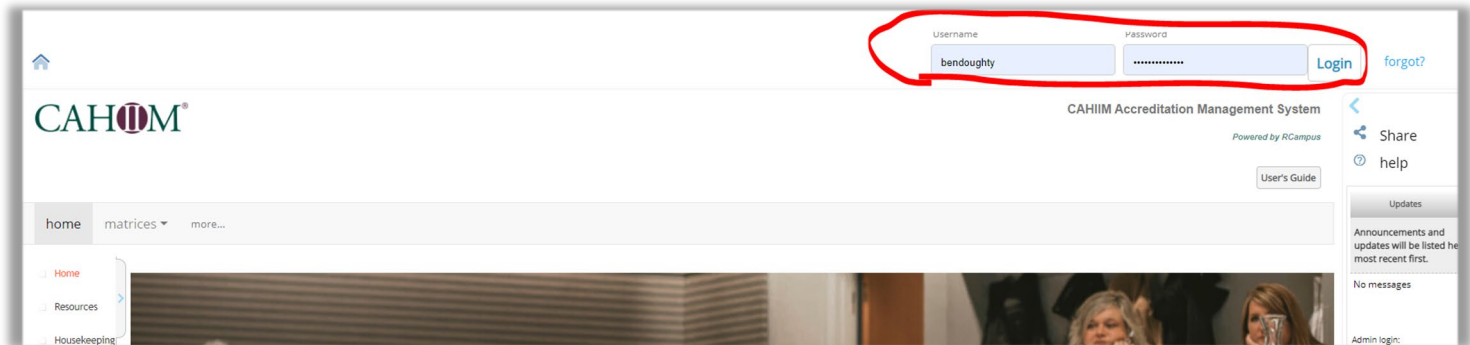 Username Password
bendoughty •••••••••••••• Login forgot?
CAHIIM®
CAHIIM Accreditation Management System
Powered by RCampus
User's Guide
Share
help
home matrices more...
Home
Resources
Housekeeping
Updates
Announcements and
updates will be listed he
most recent first.
No messages
Admin login: